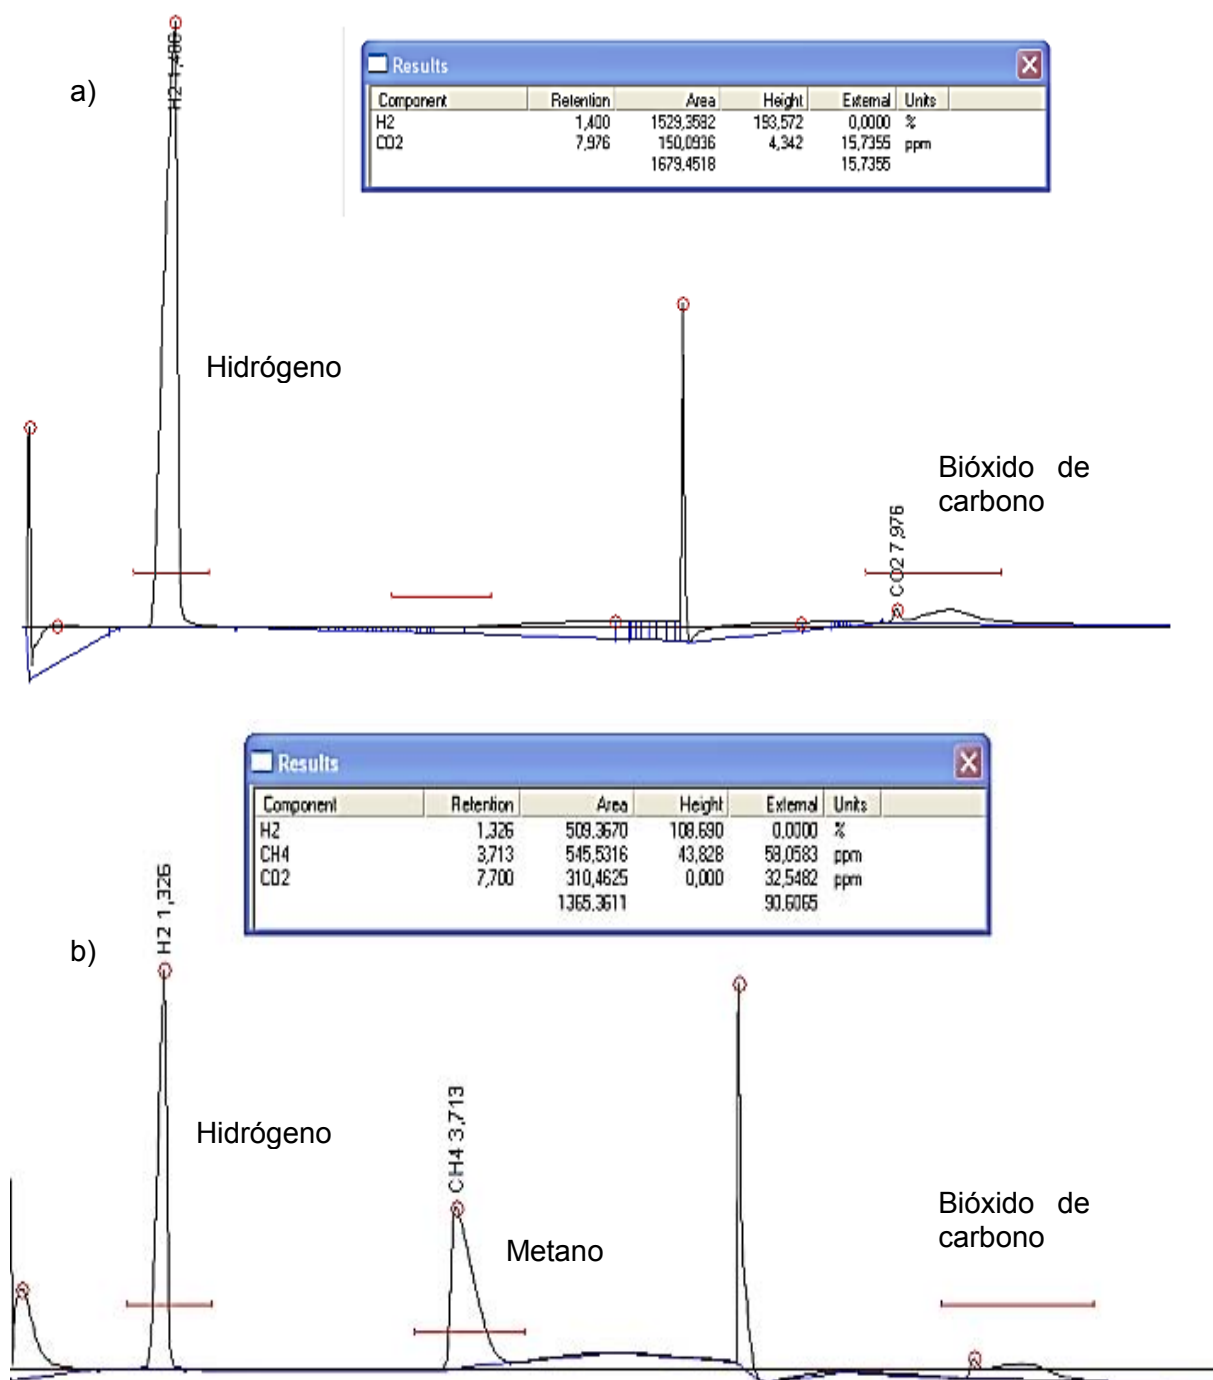 a)
H2 1,400
Results
Component Retention Area Height External Units
H2 1,400 1529,3582 193,572 0,0000 %
CO2 7,976 150,0936 4,342 15,7355 ppm
1679,4518 15,7355
Hidrógeno
Bióxido de
carbono
CO2 7,976
Results
Component Retention Area Height External Units
H2 1,326 509,3670 108,690 0,0000 %
CH4 3,713 545,5316 43,828 58,0583 ppm
CO2 7,700 310,4625 0,000 32,5482 ppm
1365,3611 90,6065
b)
H2 1,326
Hidrógeno
CH4 3,713
Metano
Bióxido de
carbono